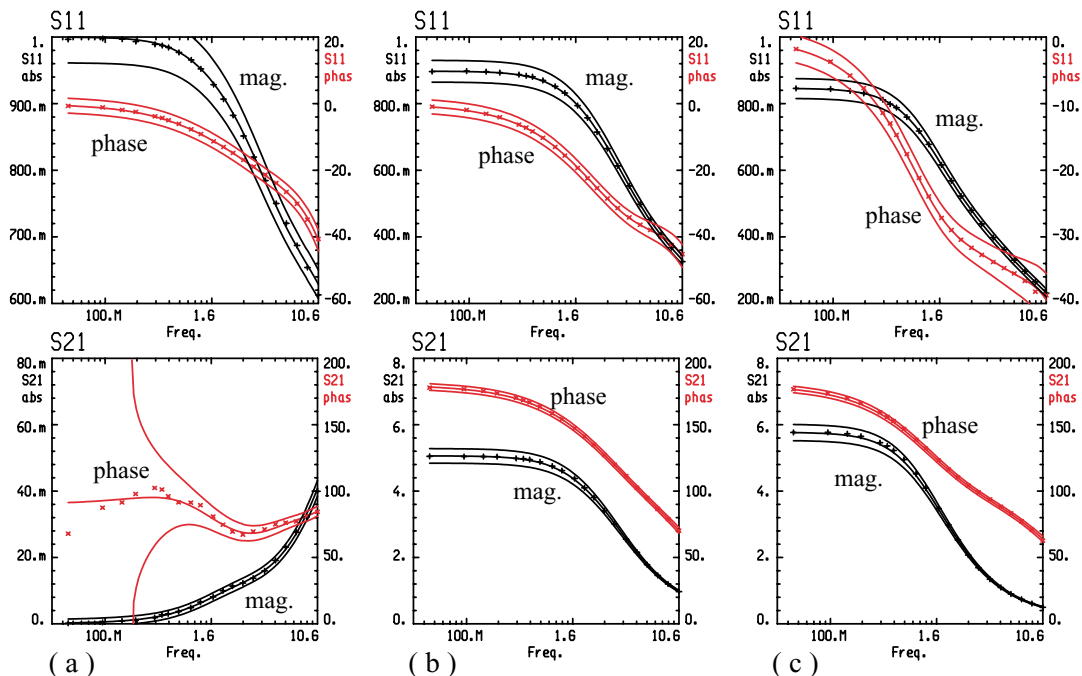 S11
1.
S11
abs
900.
800.m
700.m
600.m
20.
S11
phas
0.
-20.
-40.
-60.
mag.
phase
100.M
1.6
10.6
Freq.
S11
1.
S11
abs
800.m
600.m
400.m
200.m
20.
S11
phas
0.
-20.
-40.
-60.
mag.
phase
100.M
1.6
10.6
Freq.
S11
1.
S11
abs
800.m
600.m
400.m
200.m
0.
S11
phas
-10.
-20.
-30.
-40.
mag.
phase
100.M
1.6
10.6
Freq.
S21
80.m
S21
abs
60.m
40.m
20.m
0.
200.
S21
phas
150.
100.
50.
0.
phase
mag.
100.M
1.6
10.6
Freq.
( a )
S21
8.
S21
abs
6.
4.
2.
0.
200.
S21
phas
150.
100.
50.
0.
phase
mag.
100.M
1.6
10.6
Freq.
( b )
S21
8.
S21
abs
6.
4.
2.
0.
200.
S21
phas
150.
100.
50.
0.
phase
mag.
100.M
1.6
10.6
Freq.
( c )